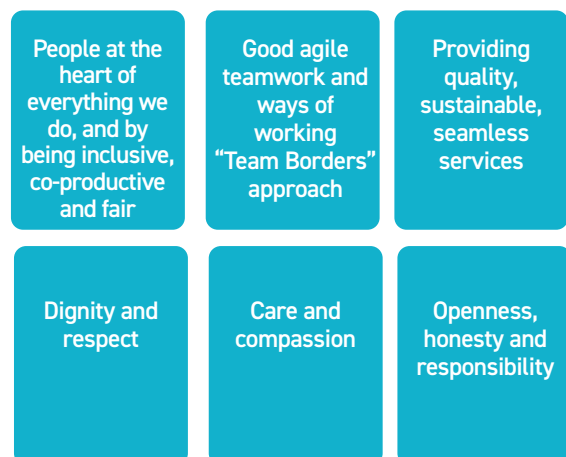 People at the
heart of
everything we
do, and by
being inclusive,
co-productive
and fair
Good agile
teamwork and
ways of
working
“Team Borders”
approach
Providing
quality,
sustainable,
seamless
services
Dignity and
respect
Care and
compassion
Openness,
honesty and
responsibility